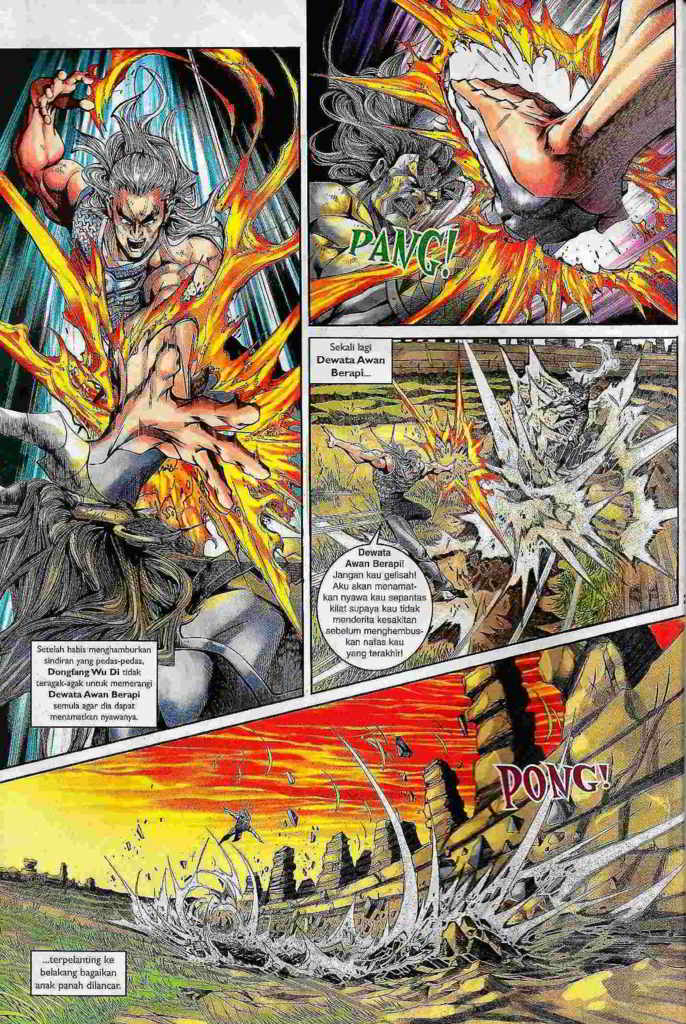 Setelah habis menghamburkan
sindiran yang pedas-pedas,
Dongfang Wu Di tidak
teragak-agak untuk memerangi
Dewata Awan Berapi
semula agar dia dapat
menamatkan nyawanya.
PANG!
Sekali lagi
Dewata Awan
Berapi...
Dewata
Awan Berapi!
Jangan kau gelisah!
Aku akan menamat-
kan nyawa kau sepantas
kilat supaya kau tidak
menderita kesakitan
sebelum menghembus-
kan nafas kau
yang terakhir!
PONG!
...terpelanting ke
belakang bagaikan
anak panah dilancar.